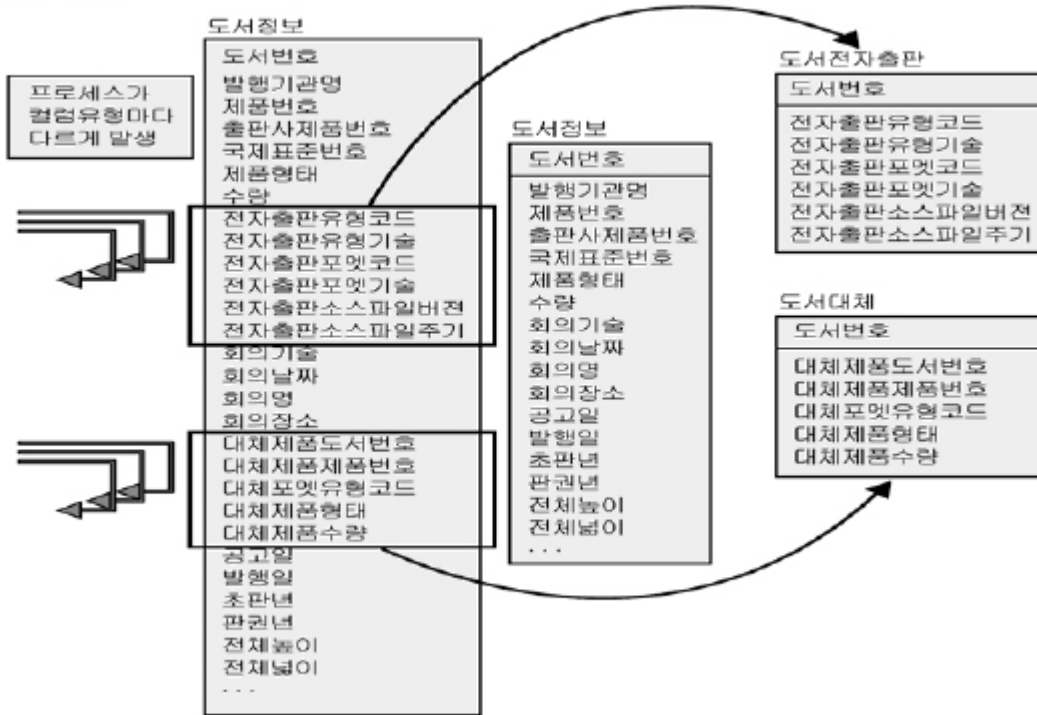 프로세스가
컬럼유형마다
다르게 발생
도서정보
도서번호
발행기관명
제품번호
출판사제품번호
국제표준번호
제품형태
수량
전자출판유형코드
전자출판유형기술
전자출판포멧코드
전자출판포멧기술
전자출판소스파일버젼
전자출판소스파일주기
회의기술
회의날짜
회의명
회의장소
대체제품도서번호
대체제품제품번호
대체포멧유형코드
대체제품형태
대체제품수량
공고일
발행일
초판년
판권년
전체높이
전체넓이
...
도서정보
도서번호
발행기관명
제품번호
출판사제품번호
국제표준번호
제품형태
수량
회의기술
회의날짜
회의명
회의장소
공고일
발행일
초판년
판권년
전체높이
전체넓이
...
도서전자출판
도서번호
전자출판유형코드
전자출판유형기술
전자출판포멧코드
전자출판포멧기술
전자출판소스파일버젼
전자출판소스파일주기
도서대체
도서번호
대체제품도서번호
대체제품제품번호
대체포멧유형코드
대체제품형태
대체제품수량